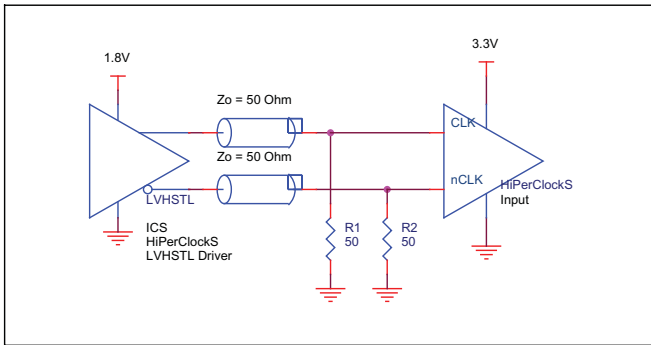 1.8V
3.3V
Zo = 50 Ohm
CLK
Zo = 50 Ohm
nCLK
HiPerClockS
Input
LVHSTL
ICS
HiPerClockS
LVHSTL Driver
R1
50
R2
50